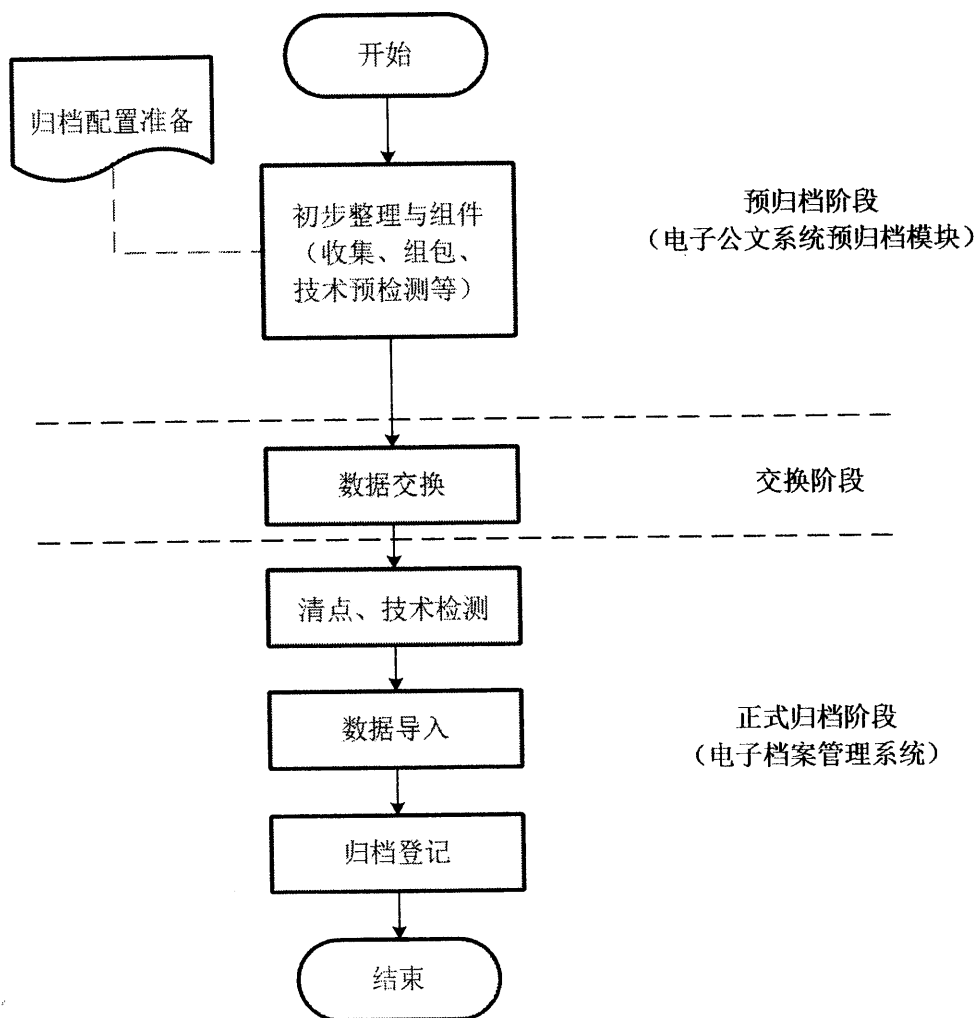 开始
归档配置准备
初步整理与组件
（收集、组包、
技术预检测等）
预归档阶段
（电子公文系统预归档模块）
数据交换
交换阶段
清点、技术检测
数据导入
正式归档阶段
（电子档案管理系统）
归档登记
结束